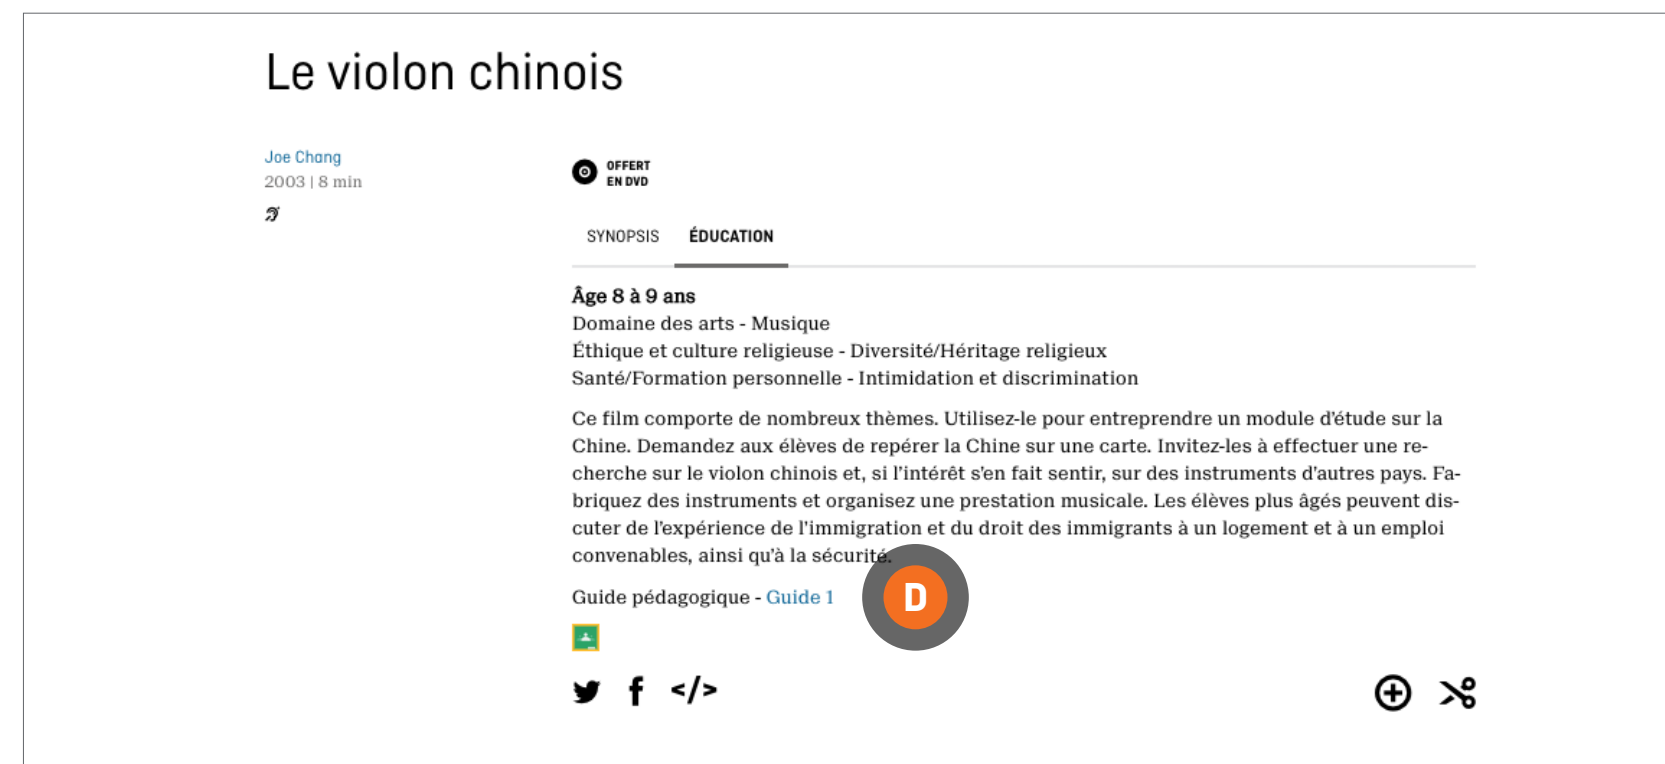 Le violon chinois
Joe Chang
2003 | 8 min
OFFERT
EN DVD
SYNOPSIS ÉDUCATION
Âge 8 à 9 ans
Domaine des arts - Musique
Éthique et culture religieuse - Diversité/Héritage religieux
Santé/Formation personnelle - Intimidation et discrimination
Ce film comporte de nombreux thèmes. Utilisez-le pour entreprendre un module d'étude sur la
Chine. Demandez aux élèves de repérer la Chine sur une carte. Invitez-les à effectuer une re-
cherche sur le violon chinois et, si l'intérêt s'en fait sentir, sur des instruments d'autres pays. Fa-
briquez des instruments et organisez une prestation musicale. Les élèves plus âgés peuvent dis-
cuter de l'expérience de l'immigration et du droit des immigrants à un logement et à un emploi
convenables, ainsi qu'à la sécurité.
Guide pédagogique - Guide 1
D